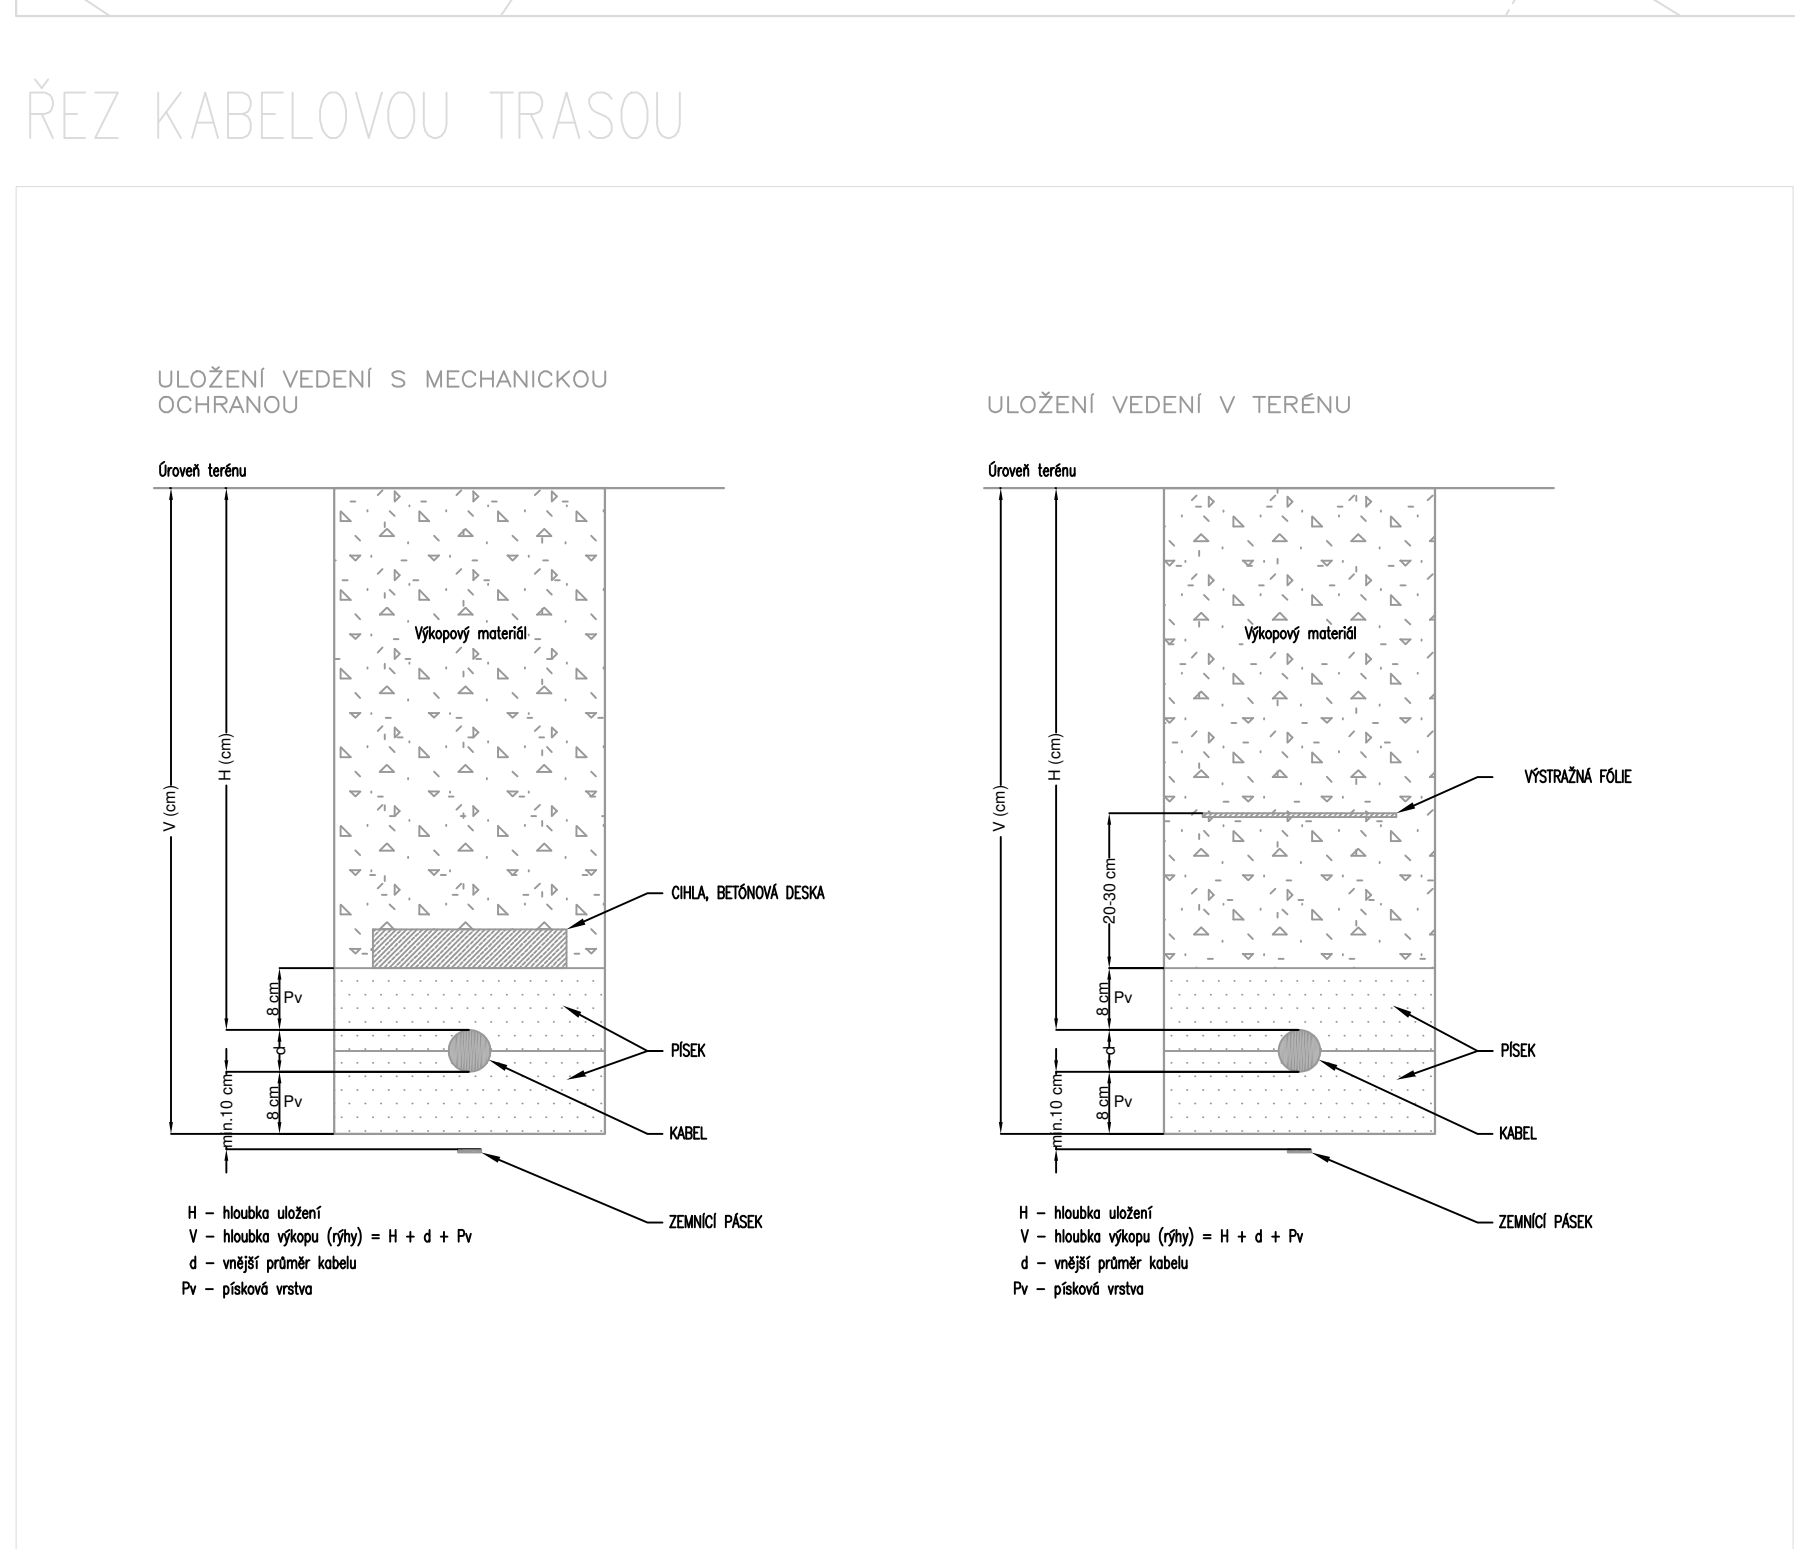 ŘEZ KABELOVOU TRASOU
ULOŽENÍ VEDENÍ S MECHANICKOU
OCHRANOU
Úroveň terénu
Výkopový materiál
H (cm)
V (cm)
CIHLA, BETÓNOVÁ DESKA
8 cm
Pv
d
PÍSEK
min.10 cm
8 cm
Pv
KABEL
ZEMNÍCÍ PÁSEK
H – hloubka uložení
V – hloubka výkopu (rýhy) = H + d + Pv
d – vnější průměr kabelu
Pv – písková vrstva
ULOŽENÍ VEDENÍ V TERÉNU
Úroveň terénu
Výkopový materiál
H (cm)
V (cm)
VÝSTRAŽNÁ FÓLIE
20-30 cm
8 cm
Pv
d
PÍSEK
min.10 cm
8 cm
Pv
KABEL
ZEMNÍCÍ PÁSEK
H – hloubka uložení
V – hloubka výkopu (rýhy) = H + d + Pv
d – vnější průměr kabelu
Pv – písková vrstva